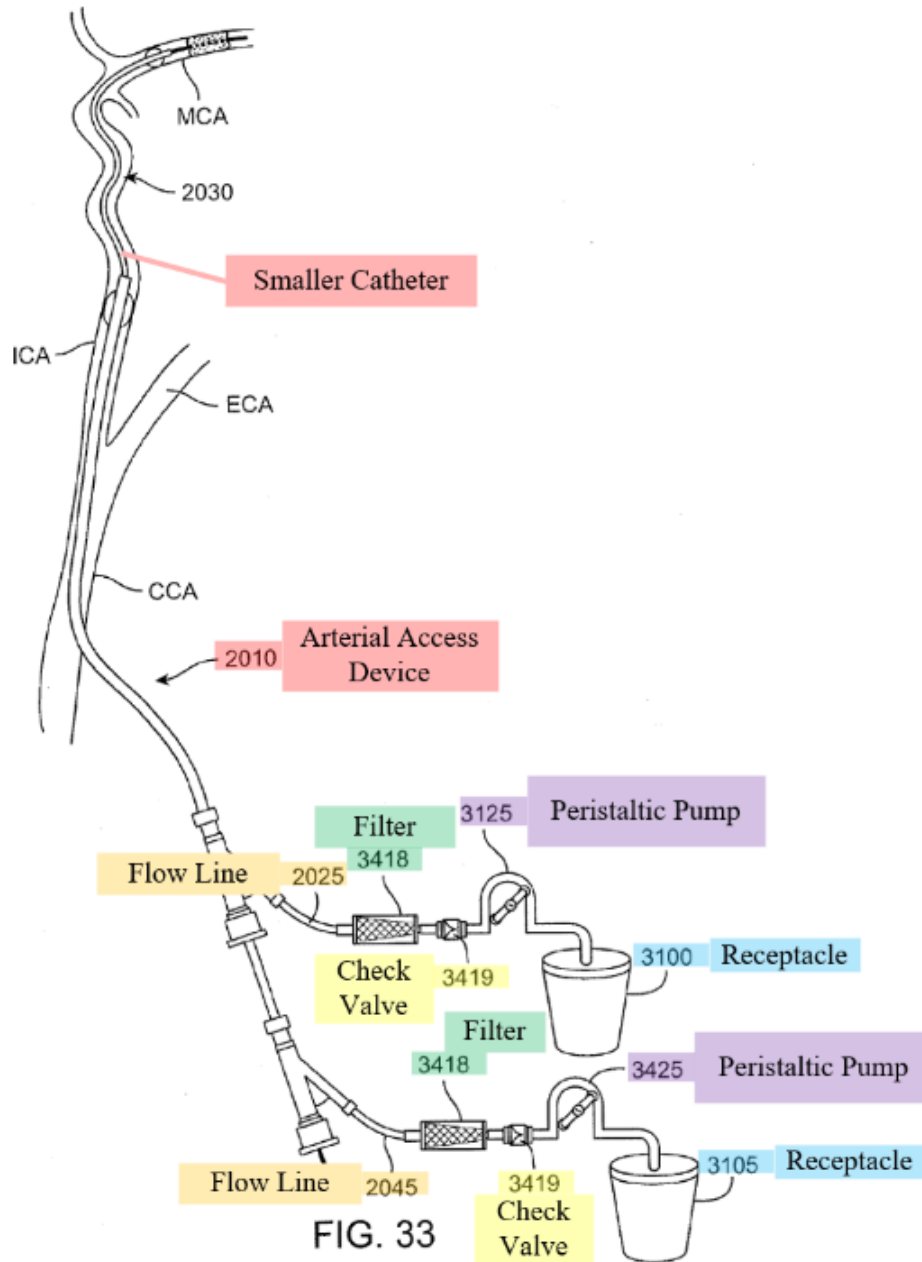 MCA
2030
Smaller Catheter
ICA
ECA
CCA
2010
Arterial Access
Device
3125
Peristaltic Pump
Filter
3418
Flow Line
2025
Check
Valve
3419
3100
Receptacle
Filter
3418
3425
Peristaltic Pump
Flow Line
2045
3419
Check
Valve
3105
Receptacle
FIG. 33